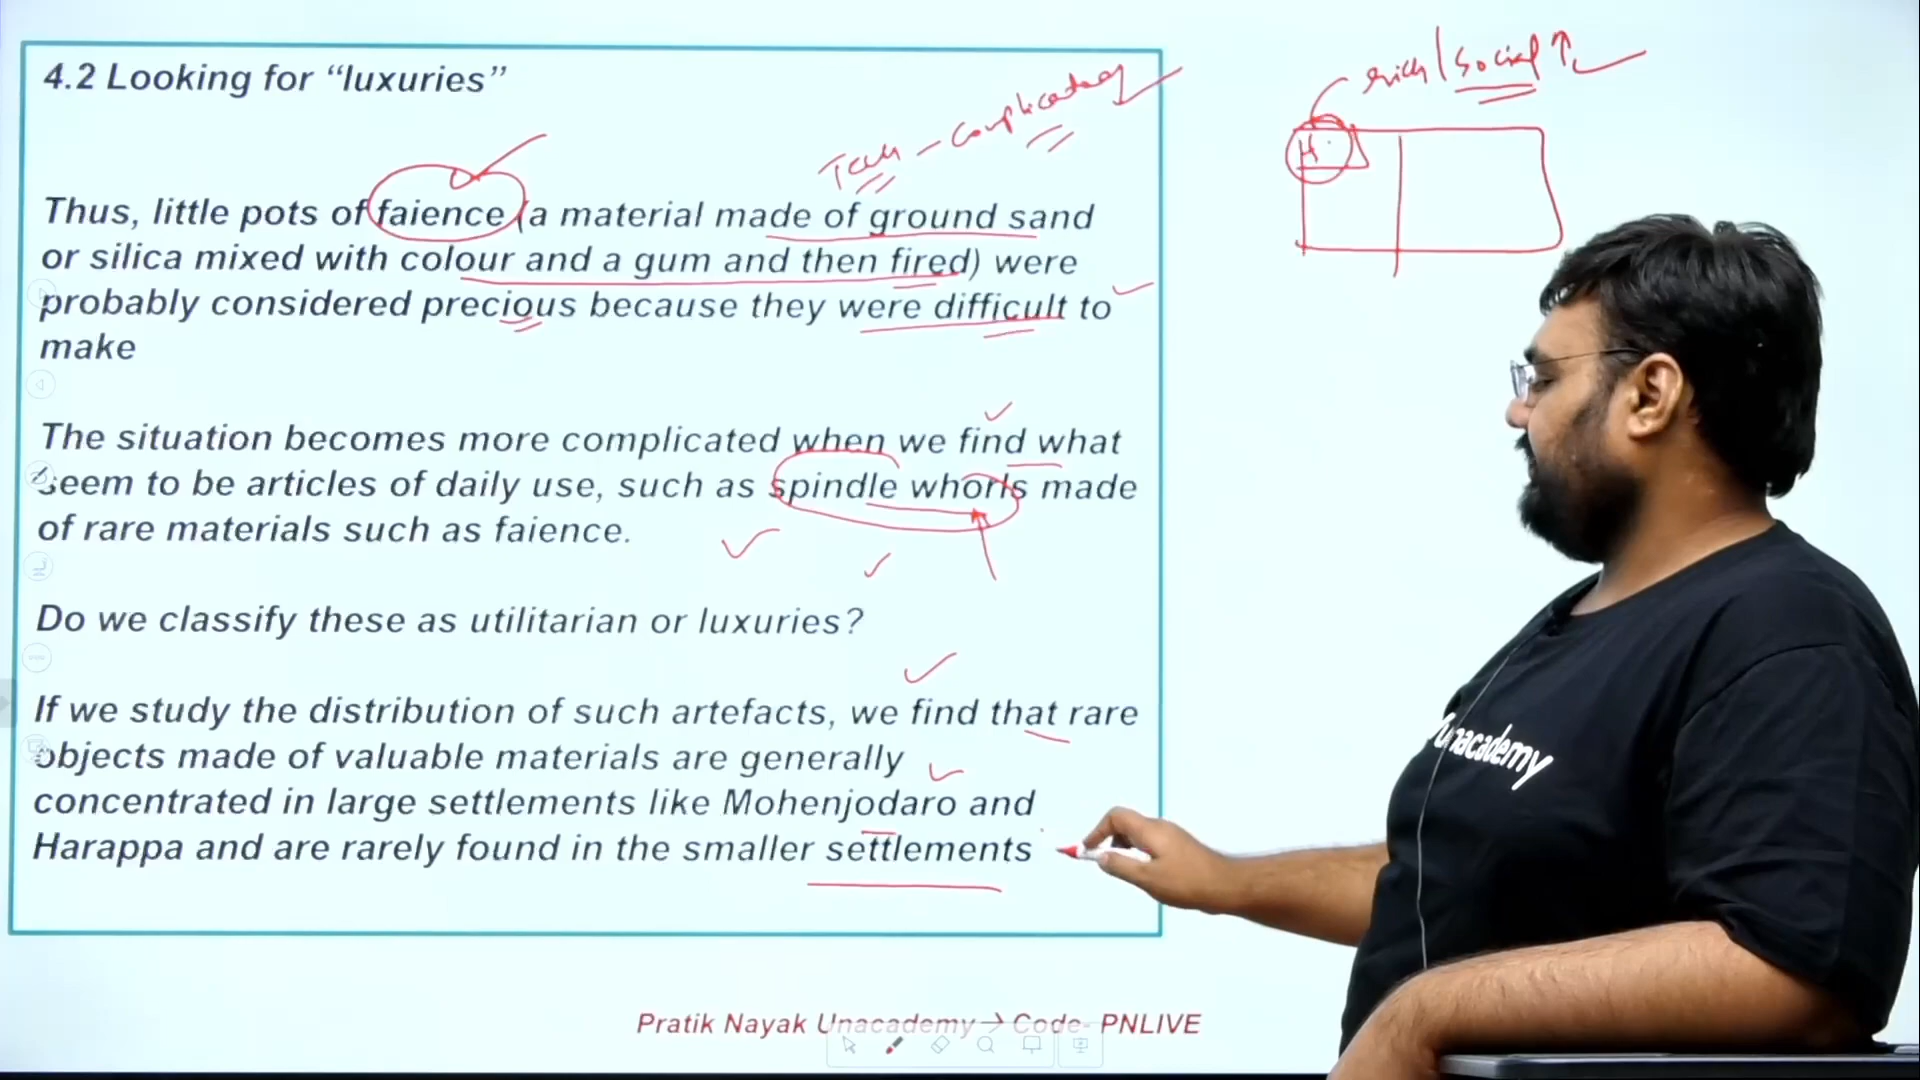 4.2 Looking for “luxuries”
rich / Social ↑
Tech - Complicated
H
Thus, little pots of faience (a material made of ground sand
or silica mixed with colour and a gum and then fired) were
probably considered precious because they were difficult to
make
The situation becomes more complicated when we find what
seem to be articles of daily use, such as spindle whorls made
of rare materials such as faience.
Do we classify these as utilitarian or luxuries?
If we study the distribution of such artefacts, we find that rare
objects made of valuable materials are generally
concentrated in large settlements like Mohenjodaro and
Harappa and are rarely found in the smaller settlements
unacademy
Pratik Nayak Unacademy→ Code- PNLIVE